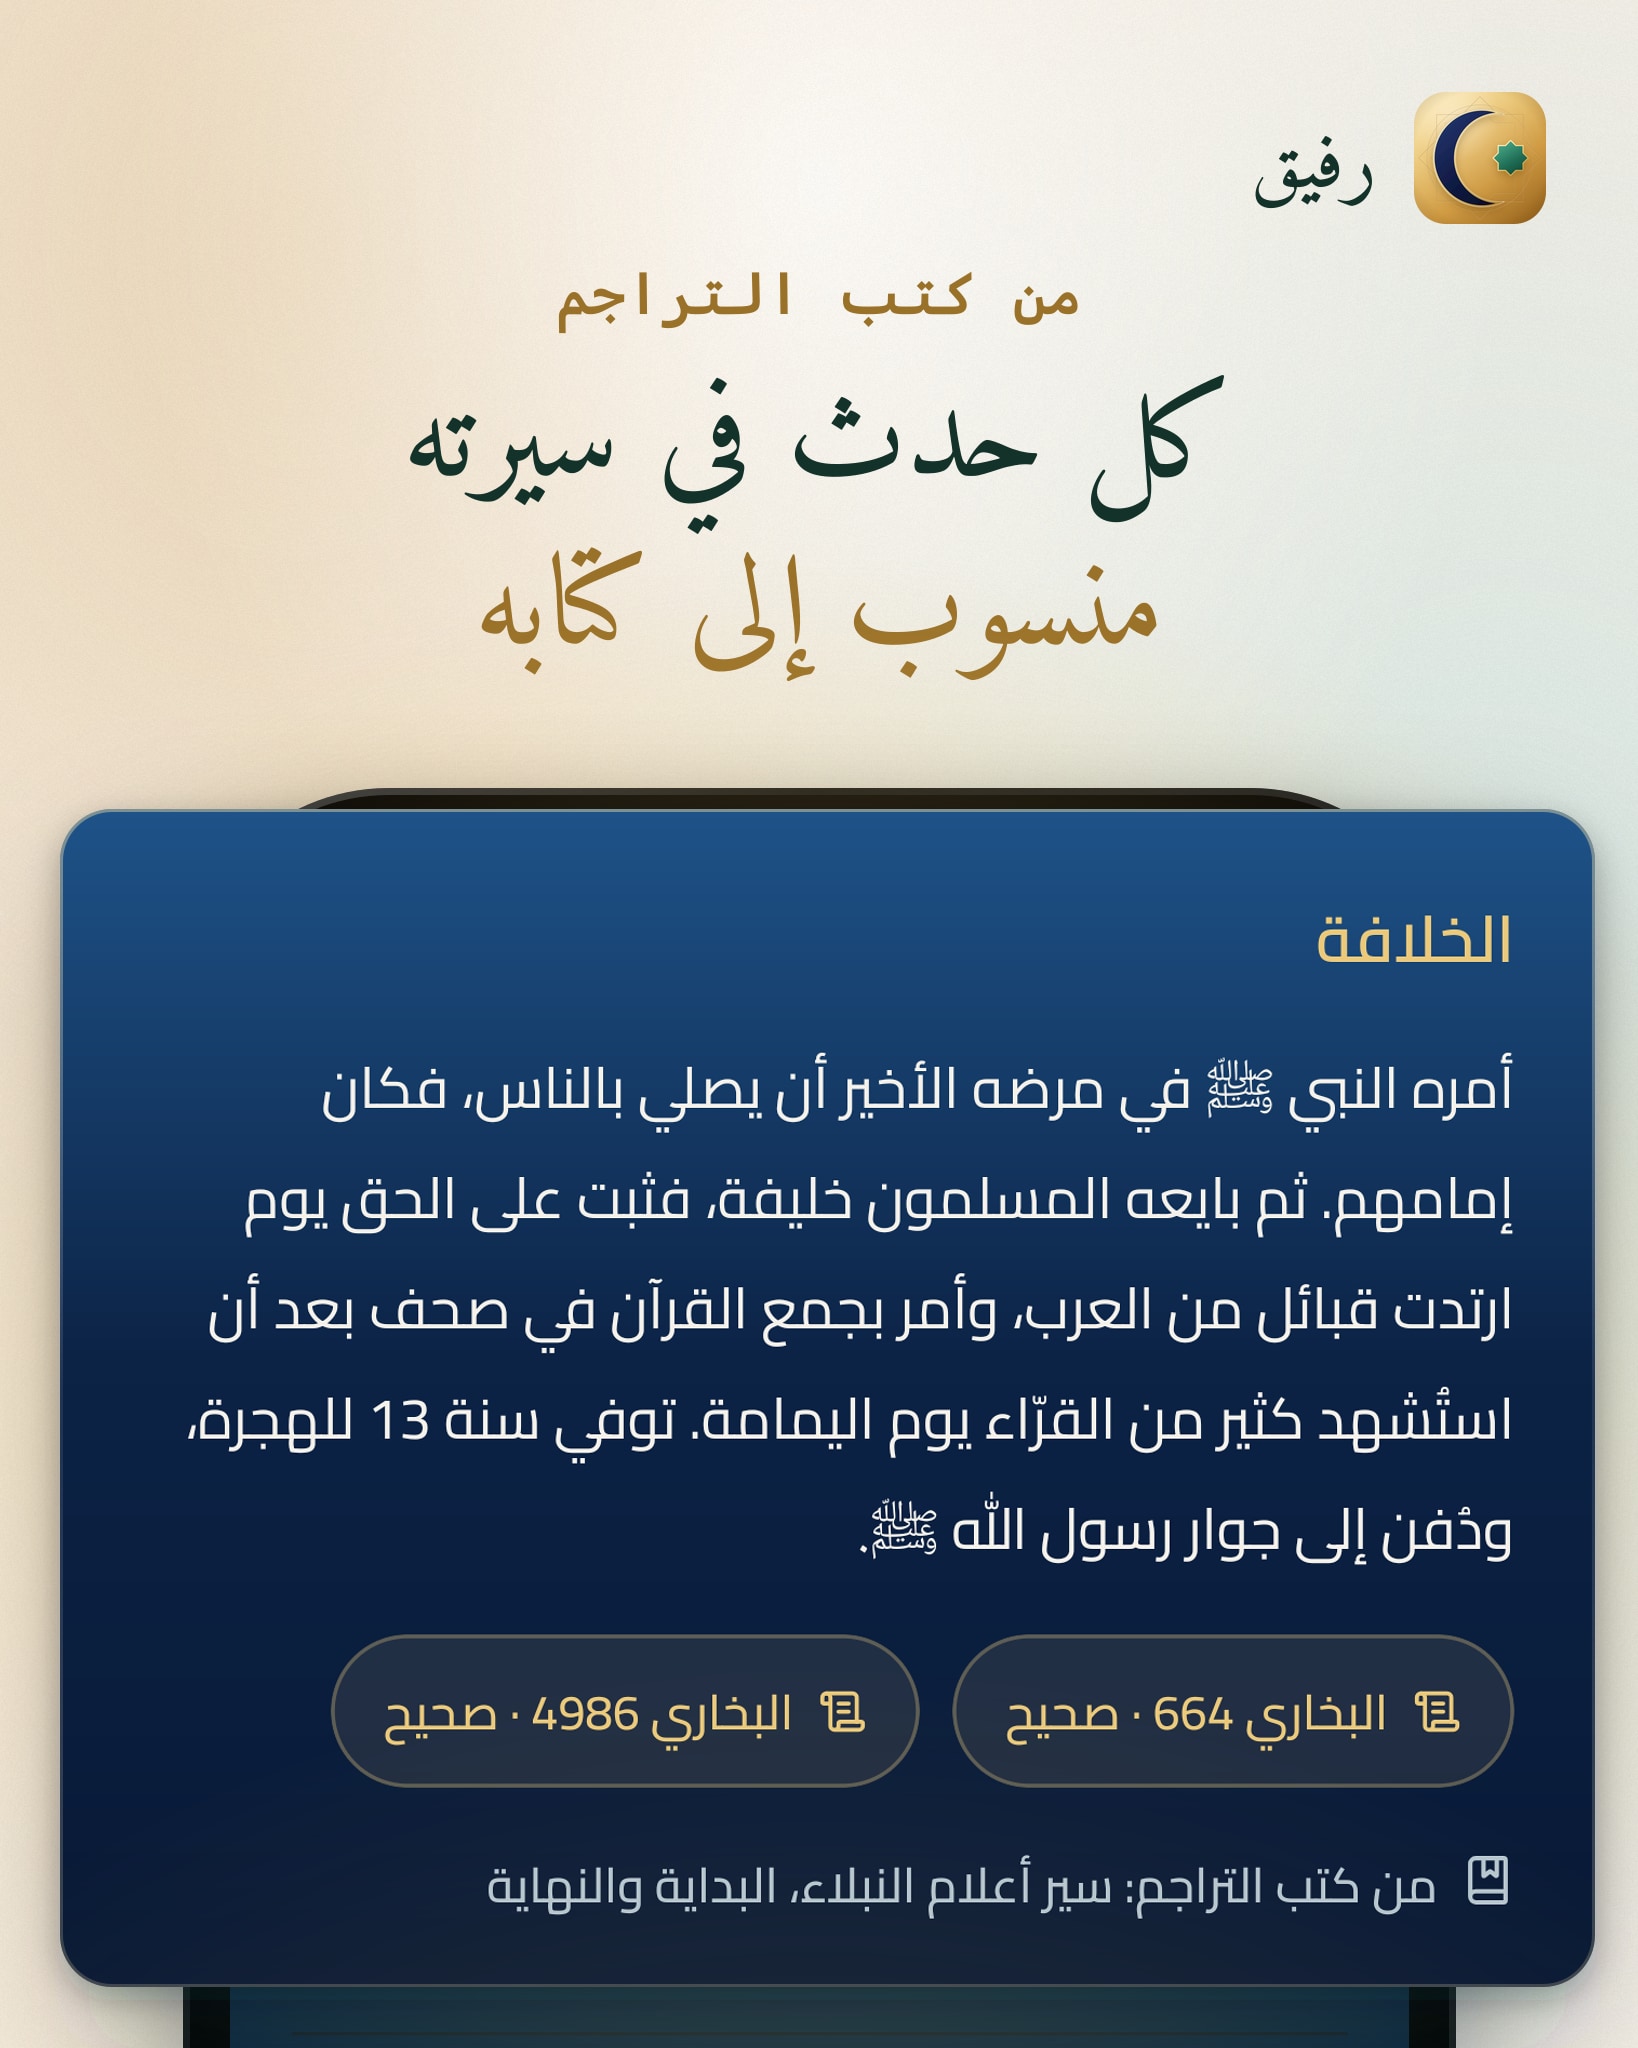 رفيق
من كتب التراجم
كل حدث في سيرته
منسوب إلى كتابه
الخلافة
أمره النبي ﷺ في مرضه الأخير أن يصلي بالناس، فكان
إمامهم. ثم بايعه المسلمون خليفة، فثبت على الحق يوم
ارتدت قبائل من العرب، وأمر بجمع القرآن في صحف بعد أن
استُشهد كثير من القرّاء يوم اليمامة. توفي سنة 13 للهجرة،
ودُفن إلى جوار رسول الله ﷺ.
البخاري 664 · صحيح
البخاري 4986 · صحيح
من كتب التراجم: سير أعلام النبلاء، البداية والنهاية